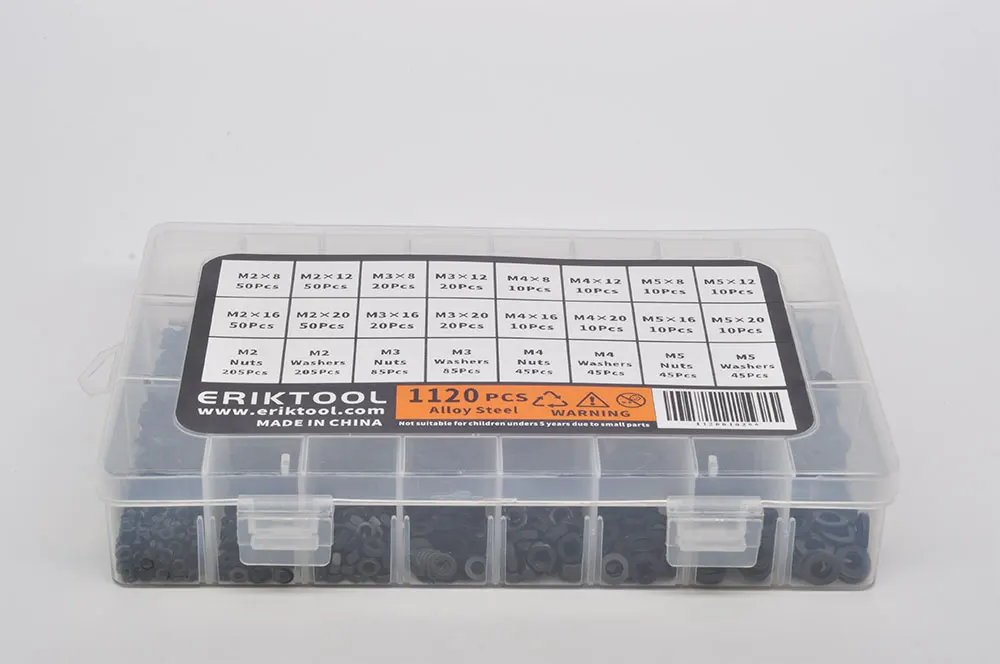 M2×8 M2×12 M3×8 M3×12 M4×8 M4×12 M5×8 M5×12
50Pcs 50Pcs 20Pcs 20Pcs 10Pcs 10Pcs 10Pcs 10Pcs
M2×16 M2×20 M3×16 M3×20 M4×16 M4×20 M5×16 M5×20
50Pcs 50Pcs 20Pcs 20Pcs 10Pcs 10Pcs 10Pcs 10Pcs
M2 M2 M3 M3 M4 M4 M5 M5
Nuts Washers Nuts Washers Nuts Washers Nuts Washers
205Pcs 205Pcs 85Pcs 85Pcs 45Pcs 45Pcs 45Pcs 45Pcs
ERIKTOOL
www.eriktool.com
MADE IN CHINA
1120 PCS
Alloy Steel
WARNING
Not suitable for children unders 5 years due to small parts